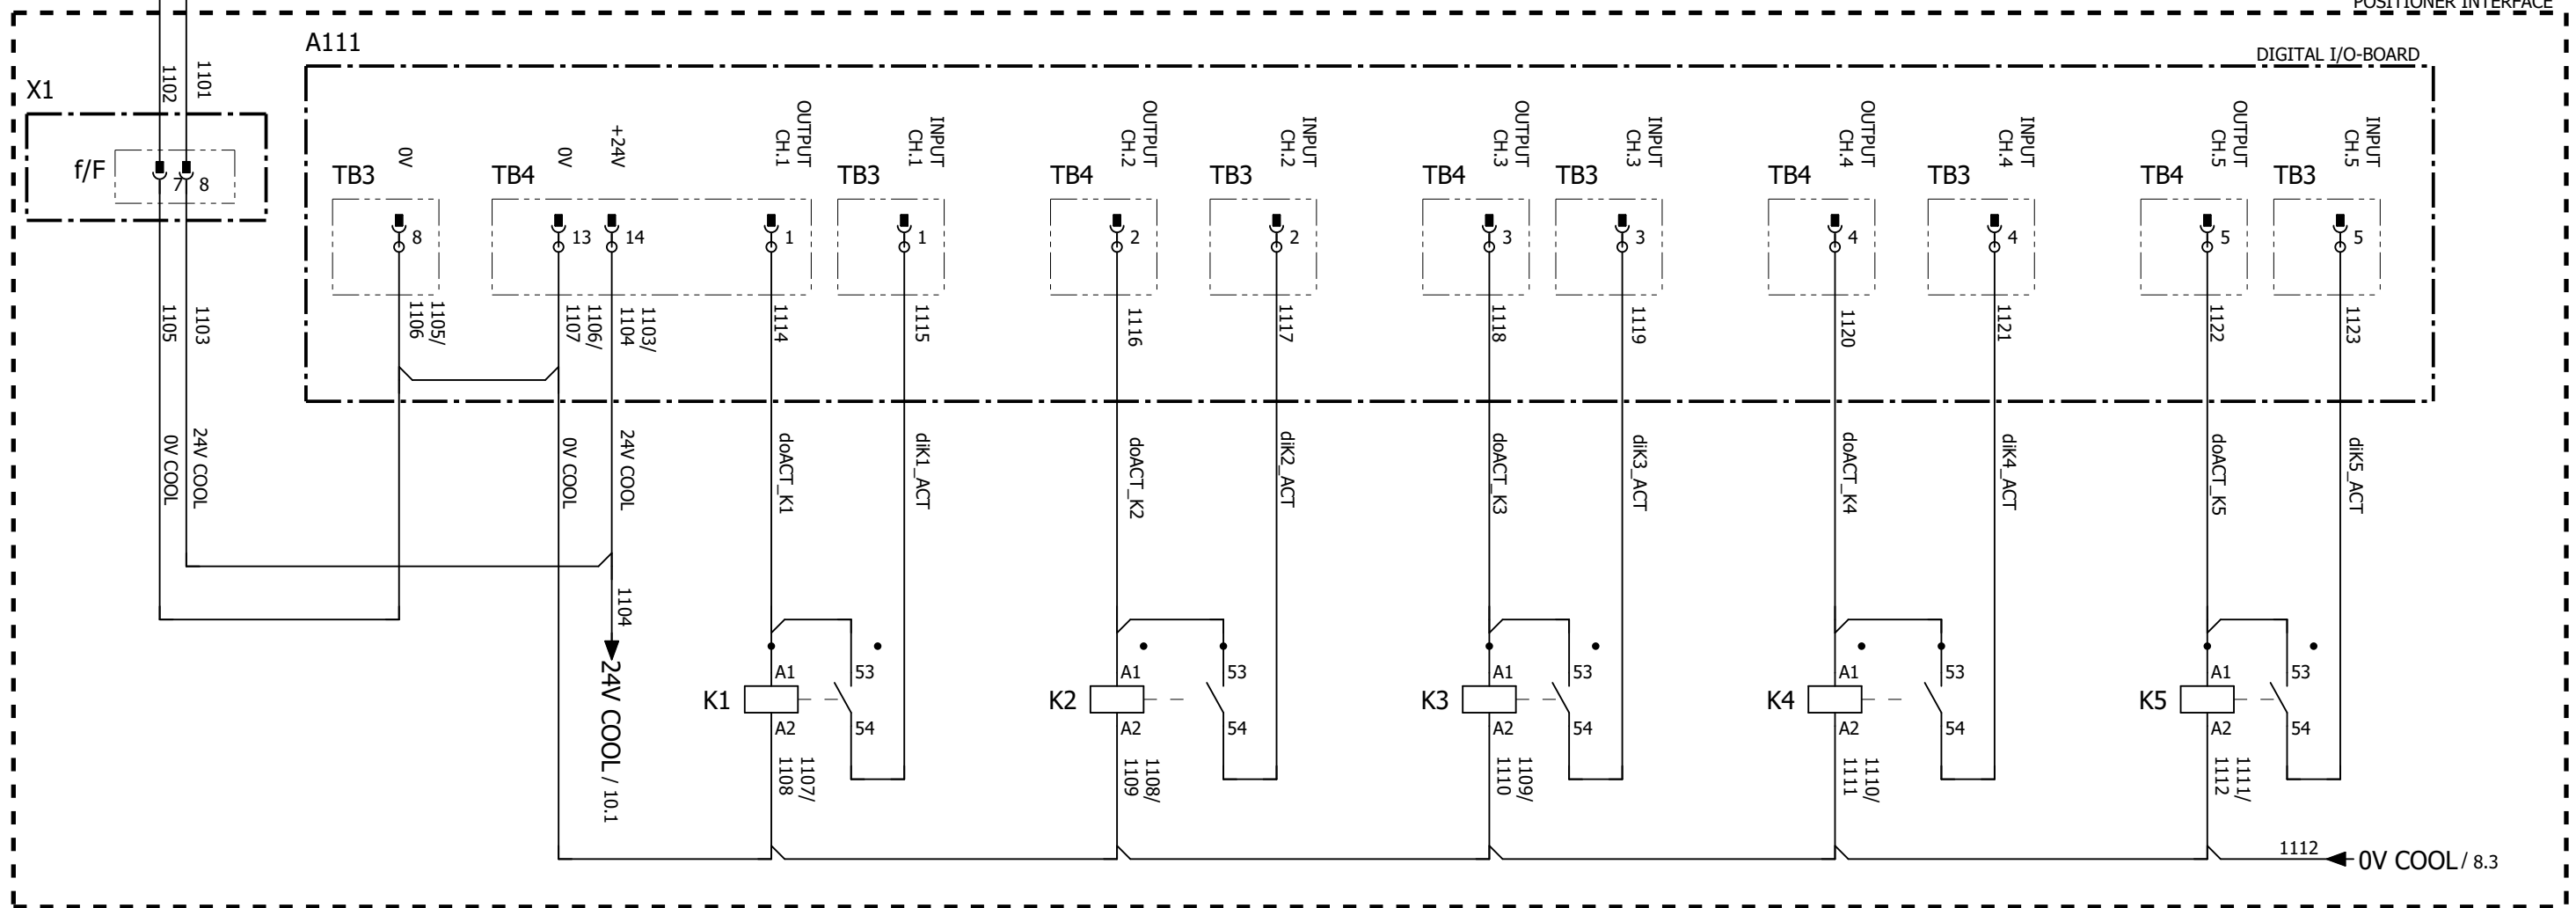 POSITIONER INTERFACE
A111
DIGITAL I/O-BOARD
X1
1102
1101
f/F
7
8
1105
1103
0V COOL
24V COOL
TB3
0V
8
1105/
1106
TB4
0V
+24V
13
14
1106/
1107
1103/
1104
0V COOL
24V COOL
1104
24V COOL / 10.1
OUTPUT
CH.1
1
1114
doACT_K1
TB3
INPUT
CH.1
1
1115
diK1_ACT
K1
A1
A2
53
54
1107/
1108
TB4
OUTPUT
CH.2
2
1116
doACT_K2
TB3
INPUT
CH.2
2
1117
diK2_ACT
K2
A1
A2
53
54
1108/
1109
TB4
OUTPUT
CH.3
3
1118
doACT_K3
TB3
INPUT
CH.3
3
1119
diK3_ACT
K3
A1
A2
53
54
1109/
1110
TB4
OUTPUT
CH.4
4
1120
doACT_K4
TB3
INPUT
CH.4
4
1121
diK4_ACT
K4
A1
A2
53
54
1110/
1111
TB4
OUTPUT
CH.5
5
1122
doACT_K5
TB3
INPUT
CH.5
5
1123
diK5_ACT
K5
A1
A2
53
54
1111/
1112
1112
0V COOL / 8.3